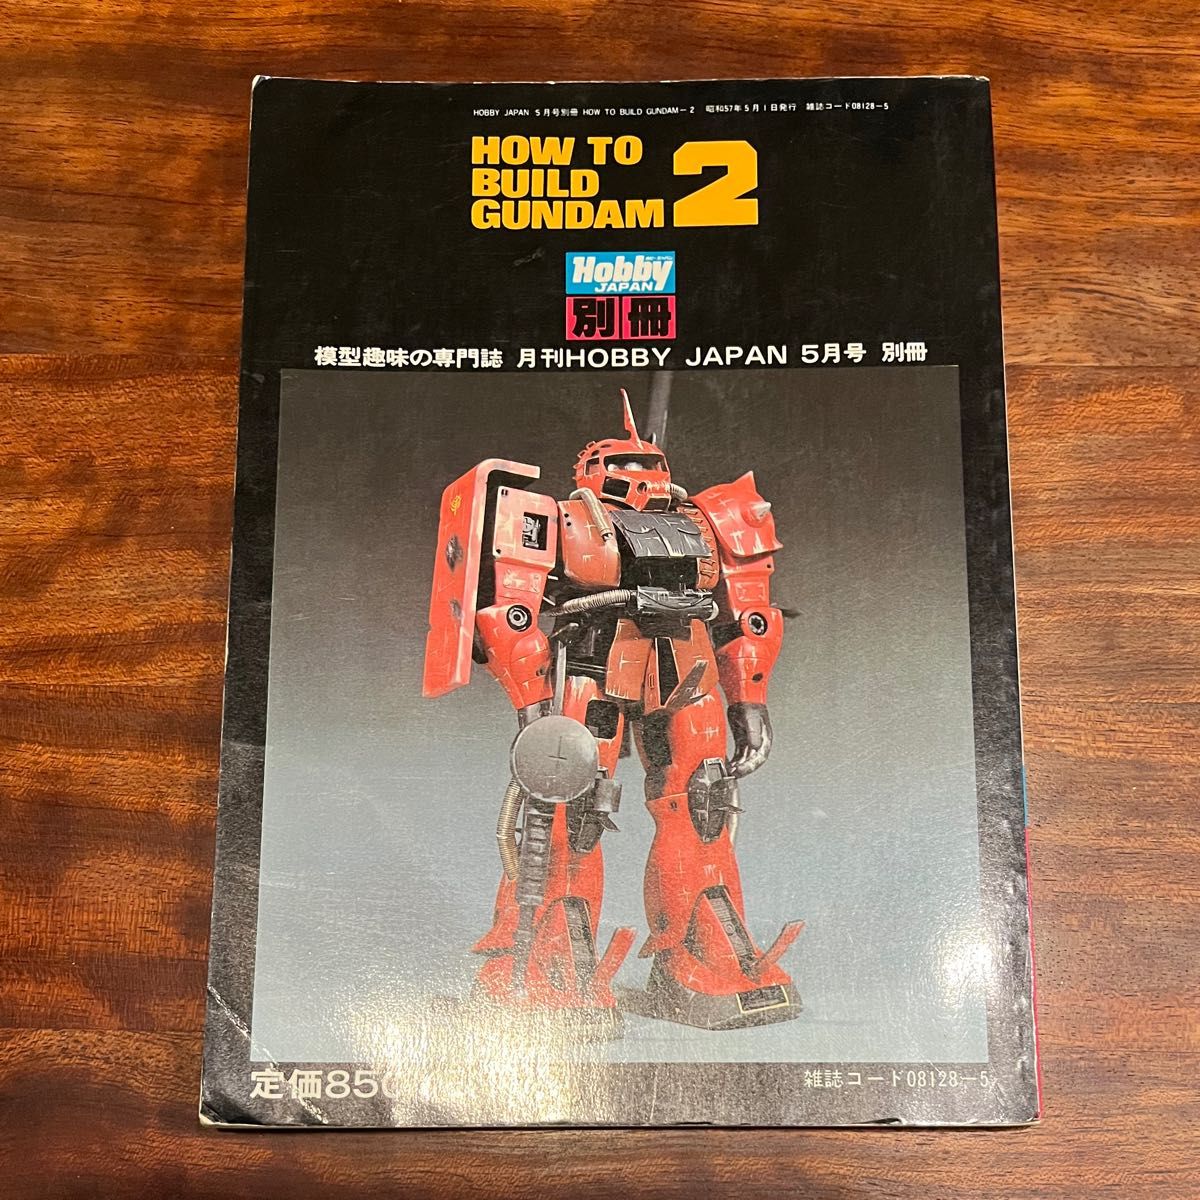 HOBBY JAPAN 5月号別冊 HOW TO BUILD GUNDAM-2 昭和57年5月1日発行 雑誌コード08128-5
HOW TO
BUILD
GUNDAM 2
Hobby
JAPAN
別冊
模型趣味の専門誌 月刊HOBBY JAPAN 5月号 別冊
定価850
雑誌コード08128-5